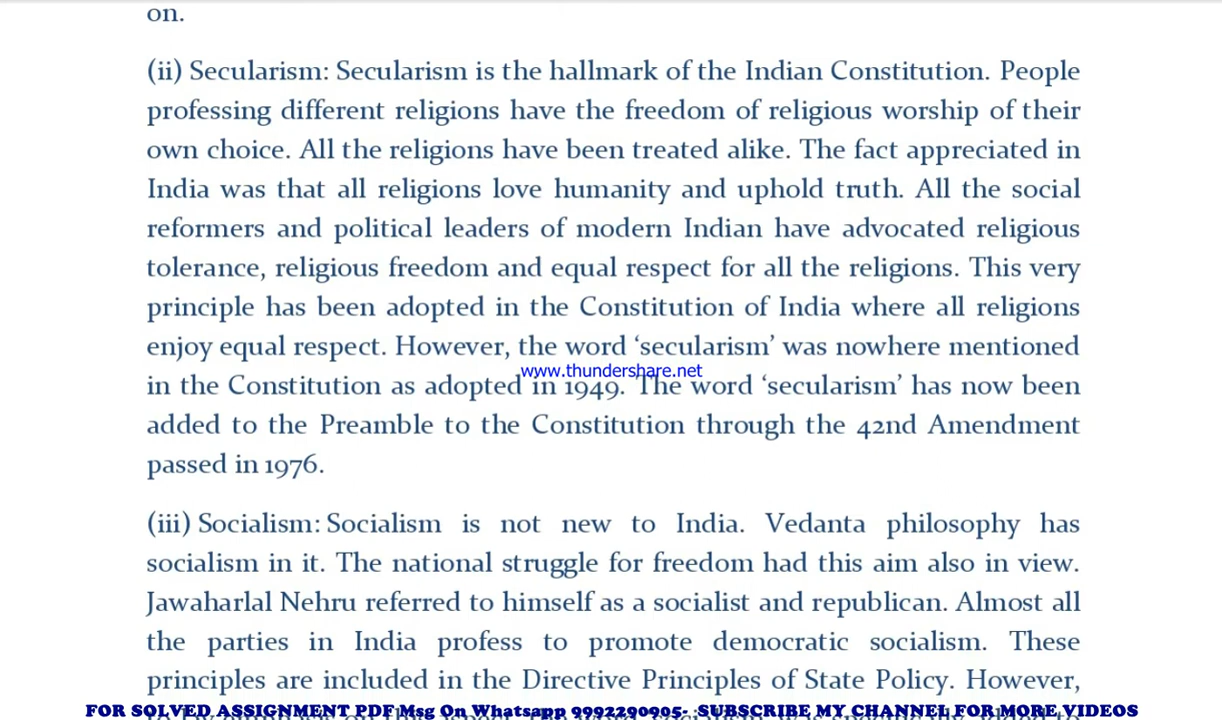 on.
(ii) Secularism: Secularism is the hallmark of the Indian Constitution. People
professing different religions have the freedom of religious worship of their
own choice. All the religions have been treated alike. The fact appreciated in
India was that all religions love humanity and uphold truth. All the social
reformers and political leaders of modern Indian have advocated religious
tolerance, religious freedom and equal respect for all the religions. This very
principle has been adopted in the Constitution of India where all religions
enjoy equal respect. However, the word ‘secularism’ was nowhere mentioned
www.thundershare.net
in the Constitution as adopted in 1949. The word ‘secularism’ has now been
added to the Preamble to the Constitution through the 42nd Amendment
passed in 1976.
(iii) Socialism: Socialism is not new to India. Vedanta philosophy has
socialism in it. The national struggle for freedom had this aim also in view.
Jawaharlal Nehru referred to himself as a socialist and republican. Almost all
the parties in India profess to promote democratic socialism. These
principles are included in the Directive Principles of State Policy. However,
FOR SOLVED ASSIGNMENT PDF Msg On Whatsapp 9992290905- SUBSCRIBE MY CHANNEL FOR MORE VIDEOS